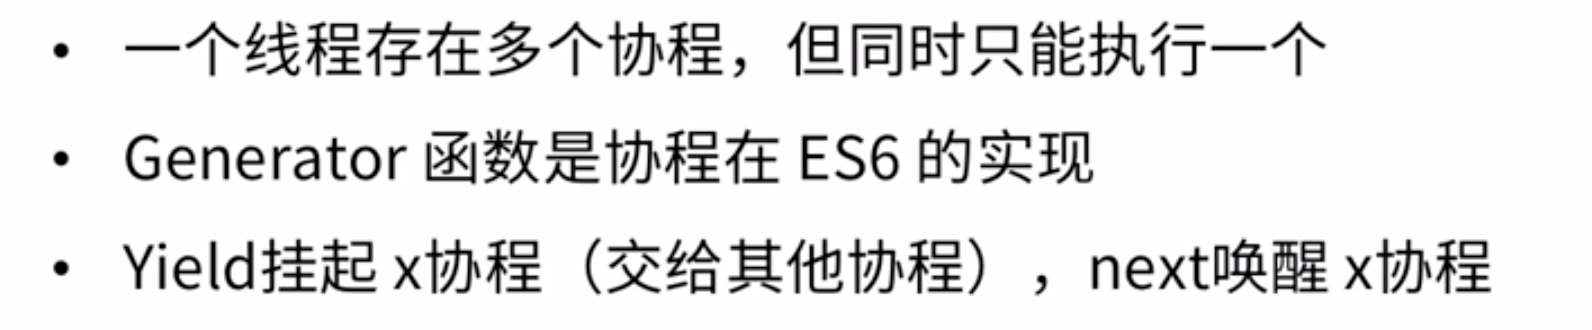 • 一个线程存在多个协程，但同时只能执行一个
• Generator 函数是协程在 ES6 的实现
• Yield挂起 x协程（交给其他协程），next唤醒 x协程